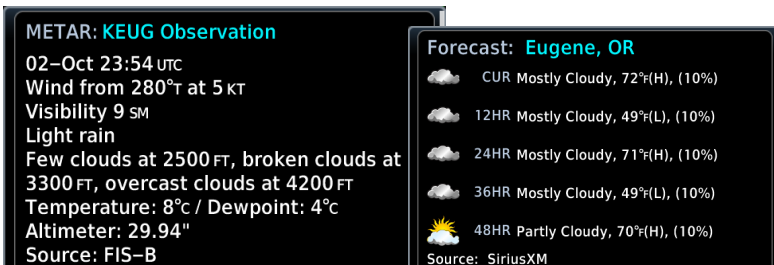 METAR: KEUG Observation
02-Oct 23:54 UTC
Wind from 280°T at 5 KT
Visibility 9 SM
Light rain
Few clouds at 2500 FT, broken clouds at
3300 FT, overcast clouds at 4200 FT
Temperature: 8°C / Dewpoint: 4°C
Altimeter: 29.94"
Source: FIS-B
Forecast: Eugene, OR
CUR Mostly Cloudy, 72°F(H), (10%)
12HR Mostly Cloudy, 49°F(L), (10%)
24HR Mostly Cloudy, 71°F(H), (10%)
36HR Mostly Cloudy, 49°F(L), (10%)
48HR Partly Cloudy, 70°F(H), (10%)
Source: SiriusXM